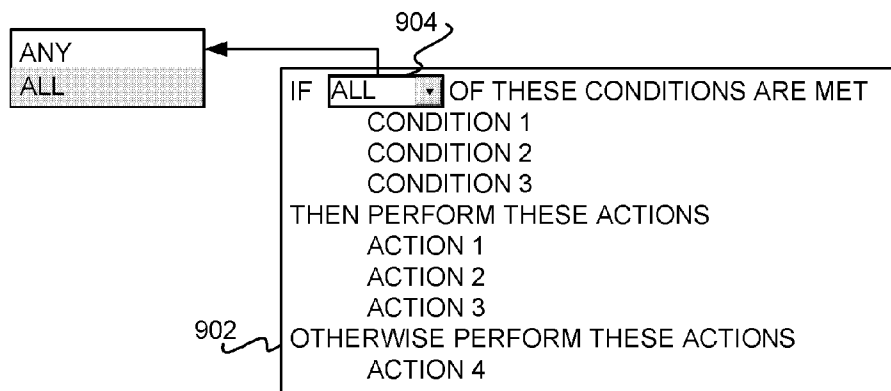 904
ANY
ALL
IF ALL OF THESE CONDITIONS ARE MET
CONDITION 1
CONDITION 2
CONDITION 3
THEN PERFORM THESE ACTIONS
ACTION 1
ACTION 2
ACTION 3
902
OTHERWISE PERFORM THESE ACTIONS
ACTION 4